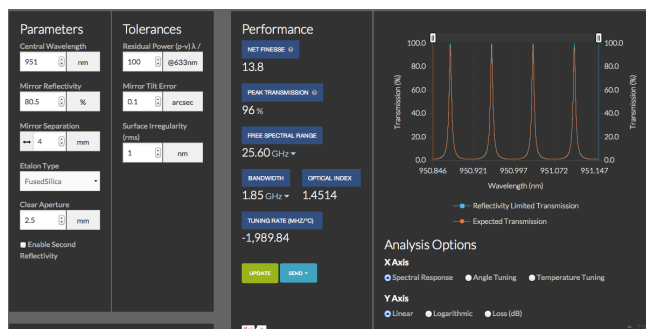 Parameters
Central Wavelength
951 nm
Mirror Reflectivity
80.5 %
Mirror Separation
4 mm
Etalon Type
FusedSilica
Clear Aperture
2.5 mm
Enable Second
Reflectivity
Tolerances
Residual Power (p-v) λ /
100 @633nm
Mirror Tilt Error
0.1 arcsec
Surface Irregularity
(rms)
1 nm
Performance
NET FINESSE
13.8
PEAK TRANSMISSION
96 %
FREE SPECTRAL RANGE
25.60 GHz
BANDWIDTH OPTICAL INDEX
1.85 GHz 1.4514
TUNING RATE (MHZ/°C)
-1,989.84
UPDATE SEND
100.0 100.0
80.0 80.0
60.0 60.0
40.0 40.0
20.0 20.0
0.0 0.0
Transmission (%)
Transmission (%)
950.846 950.921 950.997 951.072 951.147
Wavelength (nm)
Reflectivity Limited Transmission
Expected Transmission
Analysis Options
X Axis
Spectral Response Angle Tuning Temperature Tuning
Y Axis
Linear Logarithmic Loss (dB)